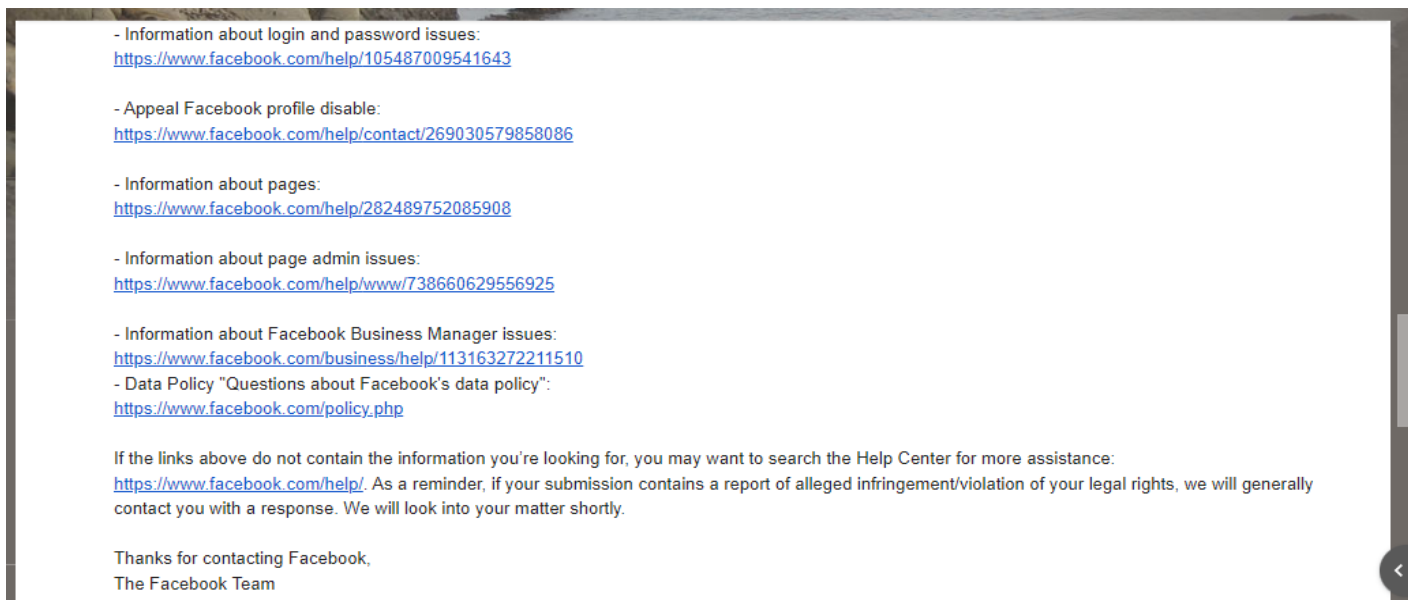 - Information about login and password issues:
https://www.facebook.com/help/105487009541643
- Appeal Facebook profile disable:
https://www.facebook.com/help/contact/269030579858086
- Information about pages:
https://www.facebook.com/help/282489752085908
- Information about page admin issues:
https://www.facebook.com/help/www/738660629556925
- Information about Facebook Business Manager issues:
https://www.facebook.com/business/help/113163272211510
- Data Policy "Questions about Facebook's data policy":
https://www.facebook.com/policy.php
If the links above do not contain the information you’re looking for, you may want to search the Help Center for more assistance:
https://www.facebook.com/help/. As a reminder, if your submission contains a report of alleged infringement/violation of your legal rights, we will generally
contact you with a response. We will look into your matter shortly.
Thanks for contacting Facebook,
The Facebook Team